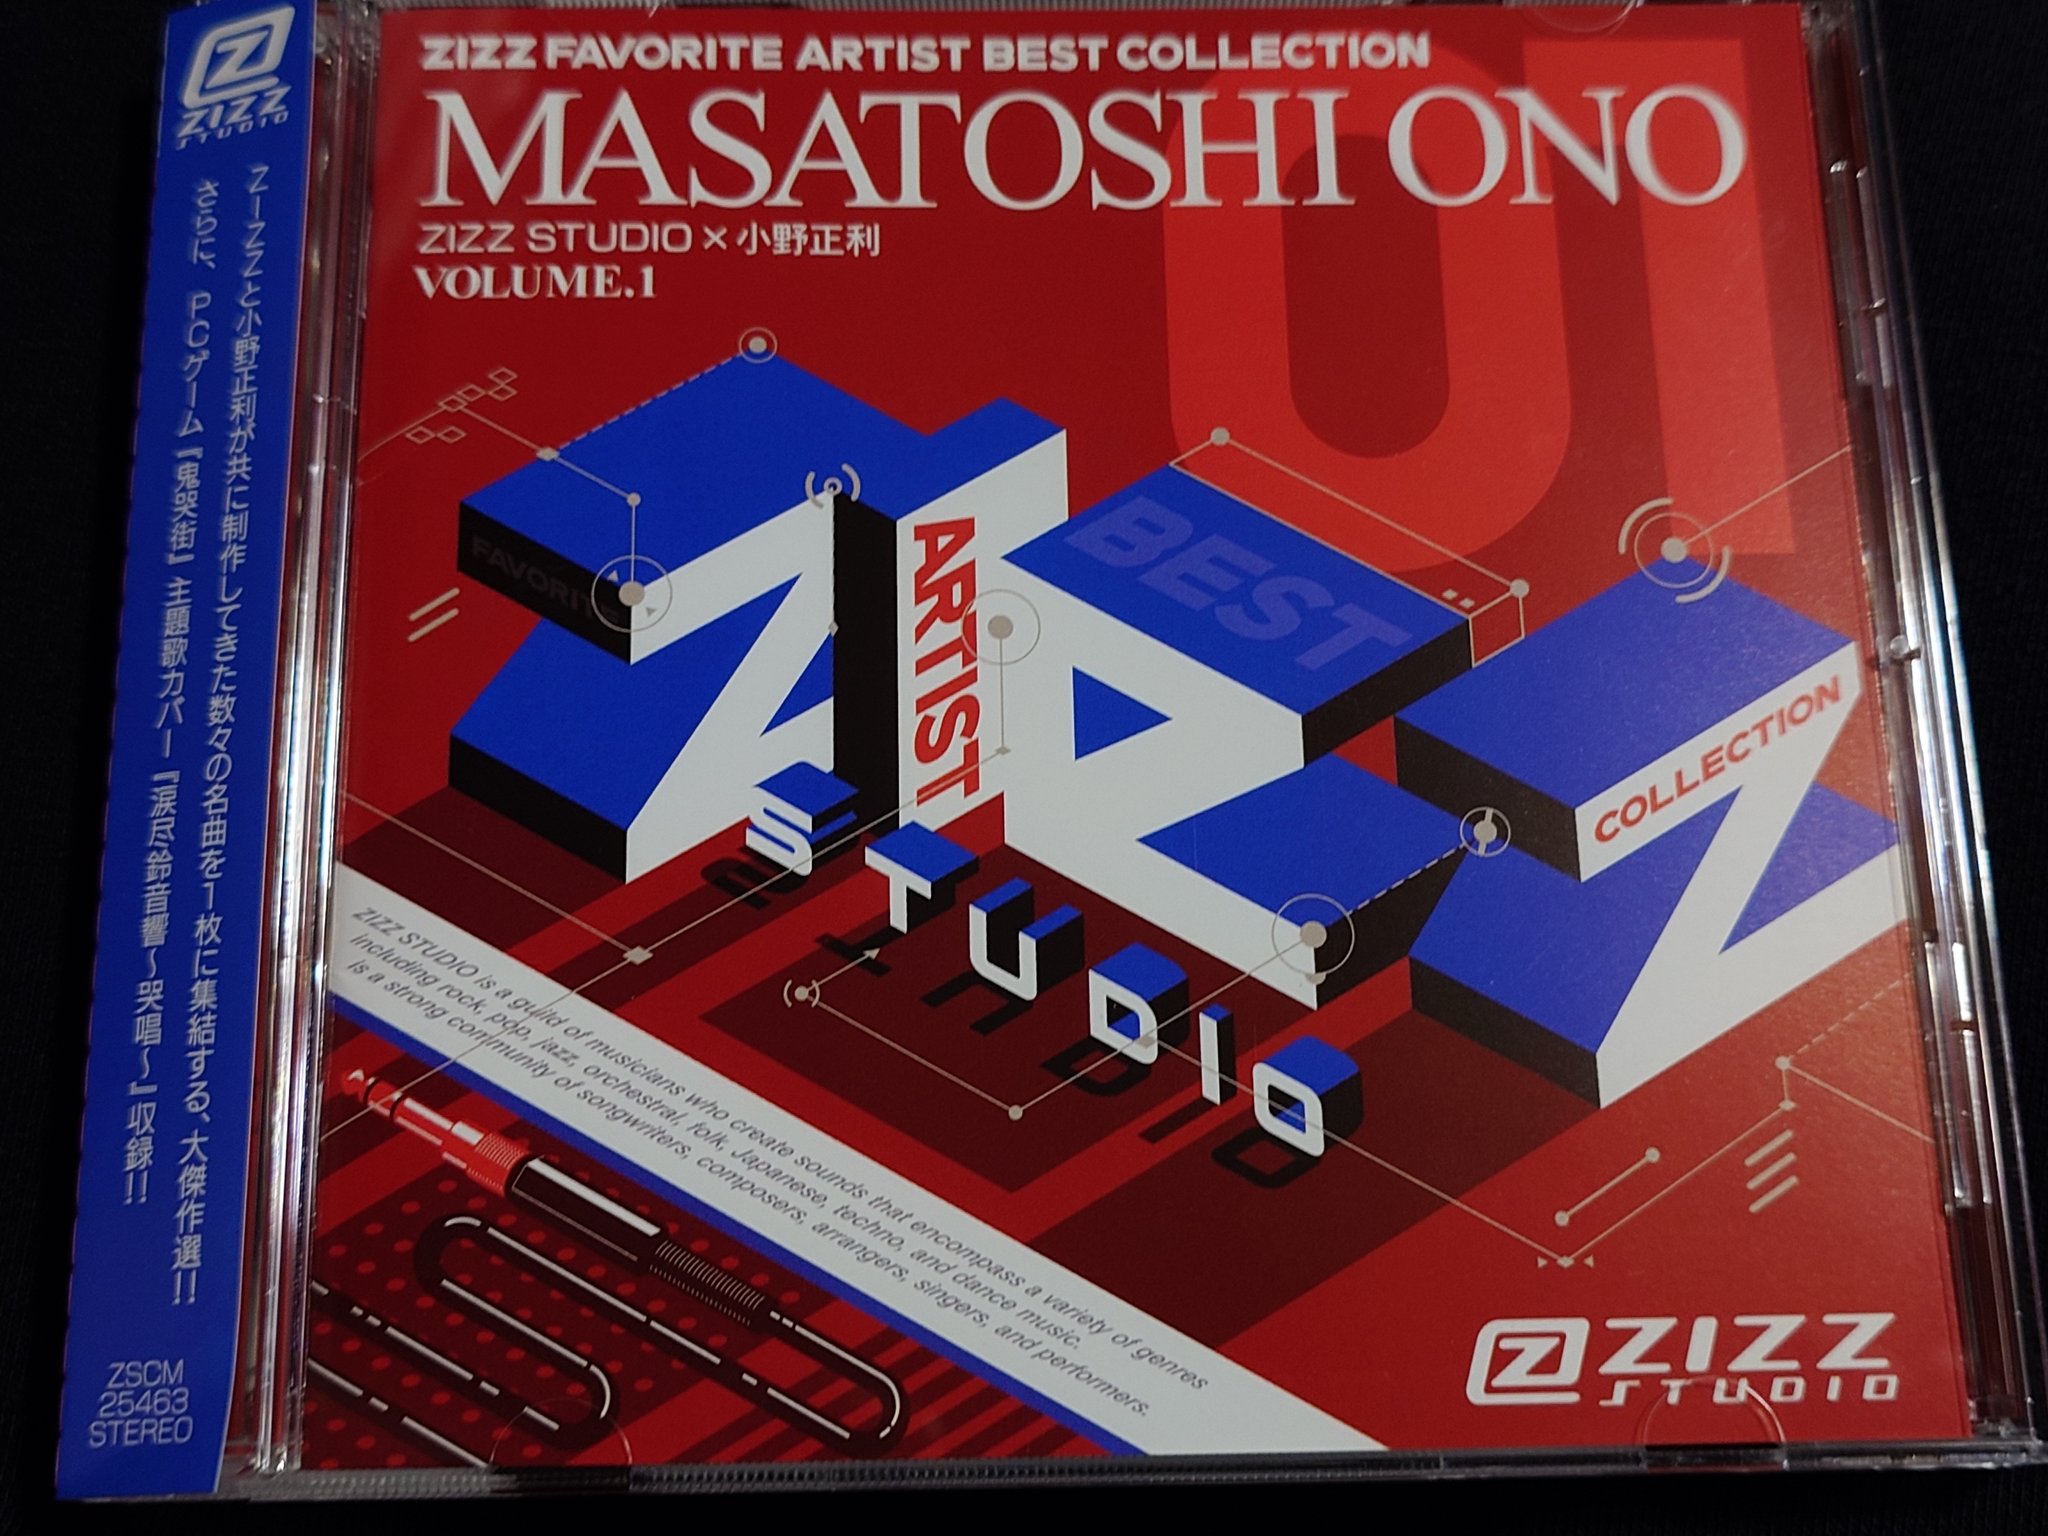 ZIZZ
STUDIO
ZIZZと小野正利が共に制作してきた数々の名曲を1枚に集結する、大傑作選!!
さらに、PCゲーム『鬼哭街』主題歌カバー『涙尽鈴音響〜哭唱〜』収録!!
ZSCM
25463
STEREO
ZIZZ FAVORITE ARTIST BEST COLLECTION
MASATOSHI ONO
ZIZZ STUDIO × 小野正利
VOLUME.1
01
FAVORITE
ARTIST
BEST
COLLECTION
STUDIO
ZIZZ STUDIO is a guild of musicians who create sounds that encompass a variety of genres
including rock, pop, jazz, orchestral, folk, Japanese, techno, and dance music.
is a strong community of songwriters, composers, arrangers, singers, and performers.
ZIZZ
STUDIO